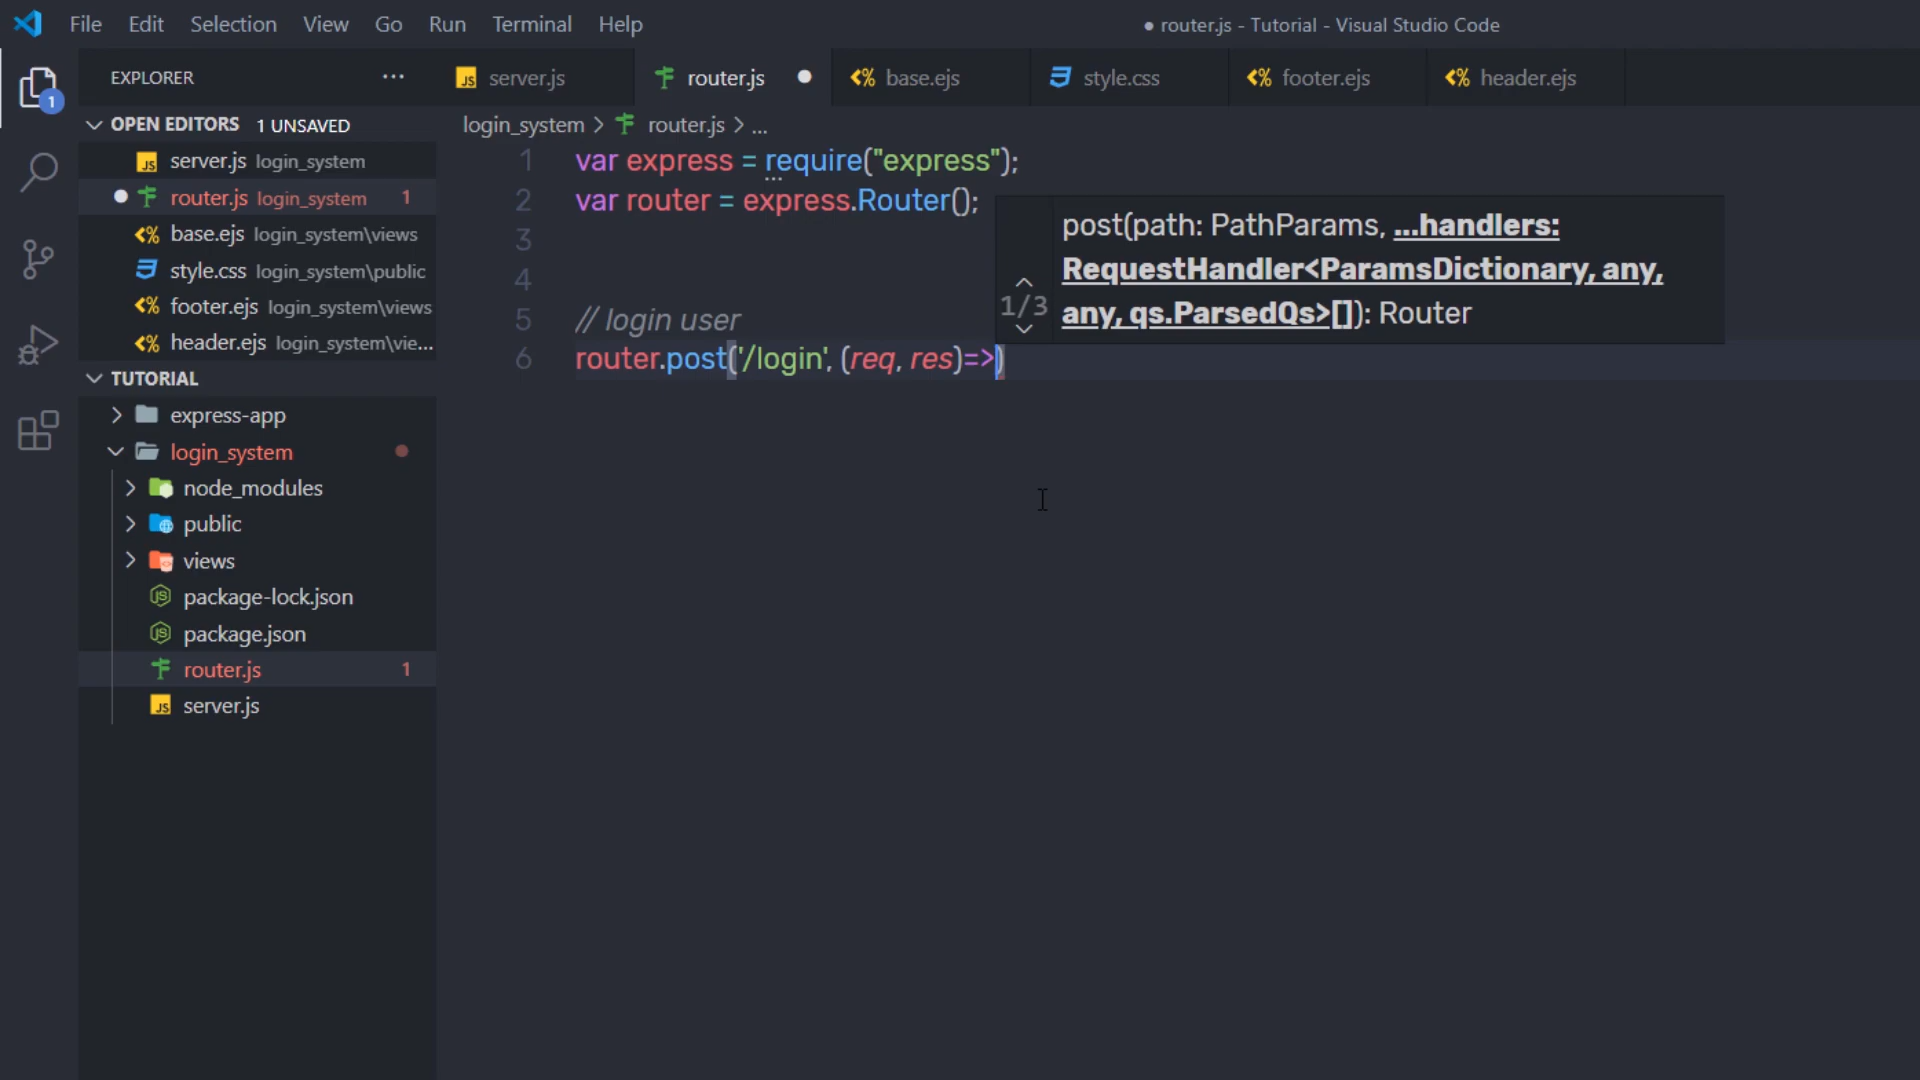 File Edit Selection View Go Run Terminal Help
● router.js - Tutorial - Visual Studio Code
EXPLORER ...
JS server.js
router.js ●
<% base.ejs
style.css
<% footer.ejs
<% header.ejs
1
OPEN EDITORS 1 UNSAVED
JS server.js login_system
● router.js login_system 1
<% base.ejs login_system\views
style.css login_system\public
<% footer.ejs login_system\views
<% header.ejs login_system\vie...
TUTORIAL
express-app
login_system
node_modules
public
views
package-lock.json
package.json
router.js 1
JS server.js
login_system > router.js > ...
1 var express = require("express");
2 var router = express.Router();
3
4
5 // login user
6 router.post('/login', (req, res)=>)
1/3
post(path: PathParams, ...handlers:
RequestHandler<ParamsDictionary, any,
any, qs.ParsedQs>[]): Router